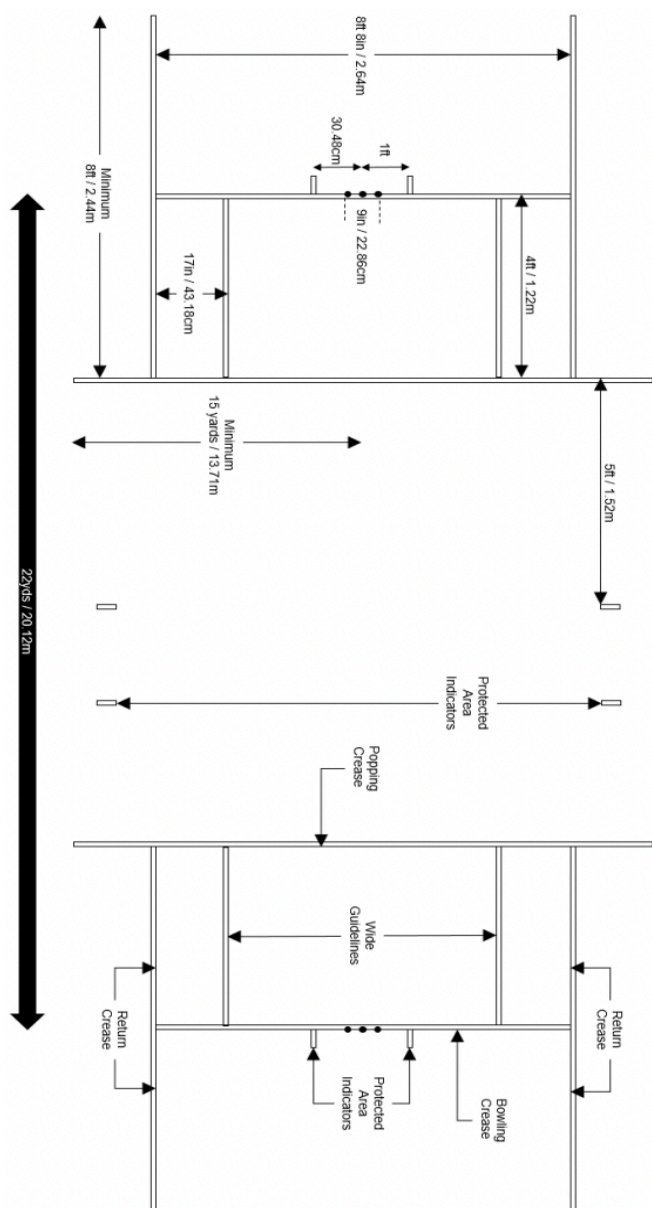 5ft / 1.52m
Return
Crease
4ft / 1.22m
Protected
Area
Indicators
Bowling
Crease
8ft 8in / 2.64m
1ft
9in / 22.86cm
30.48cm
Popping
Crease
Wide
Guidelines
Protected
Area
Indicators
Minimum
15 yards / 13.71m
17in / 43.18cm
Minimum
8ft / 2.44m
Return
Crease
22yds / 20.12m